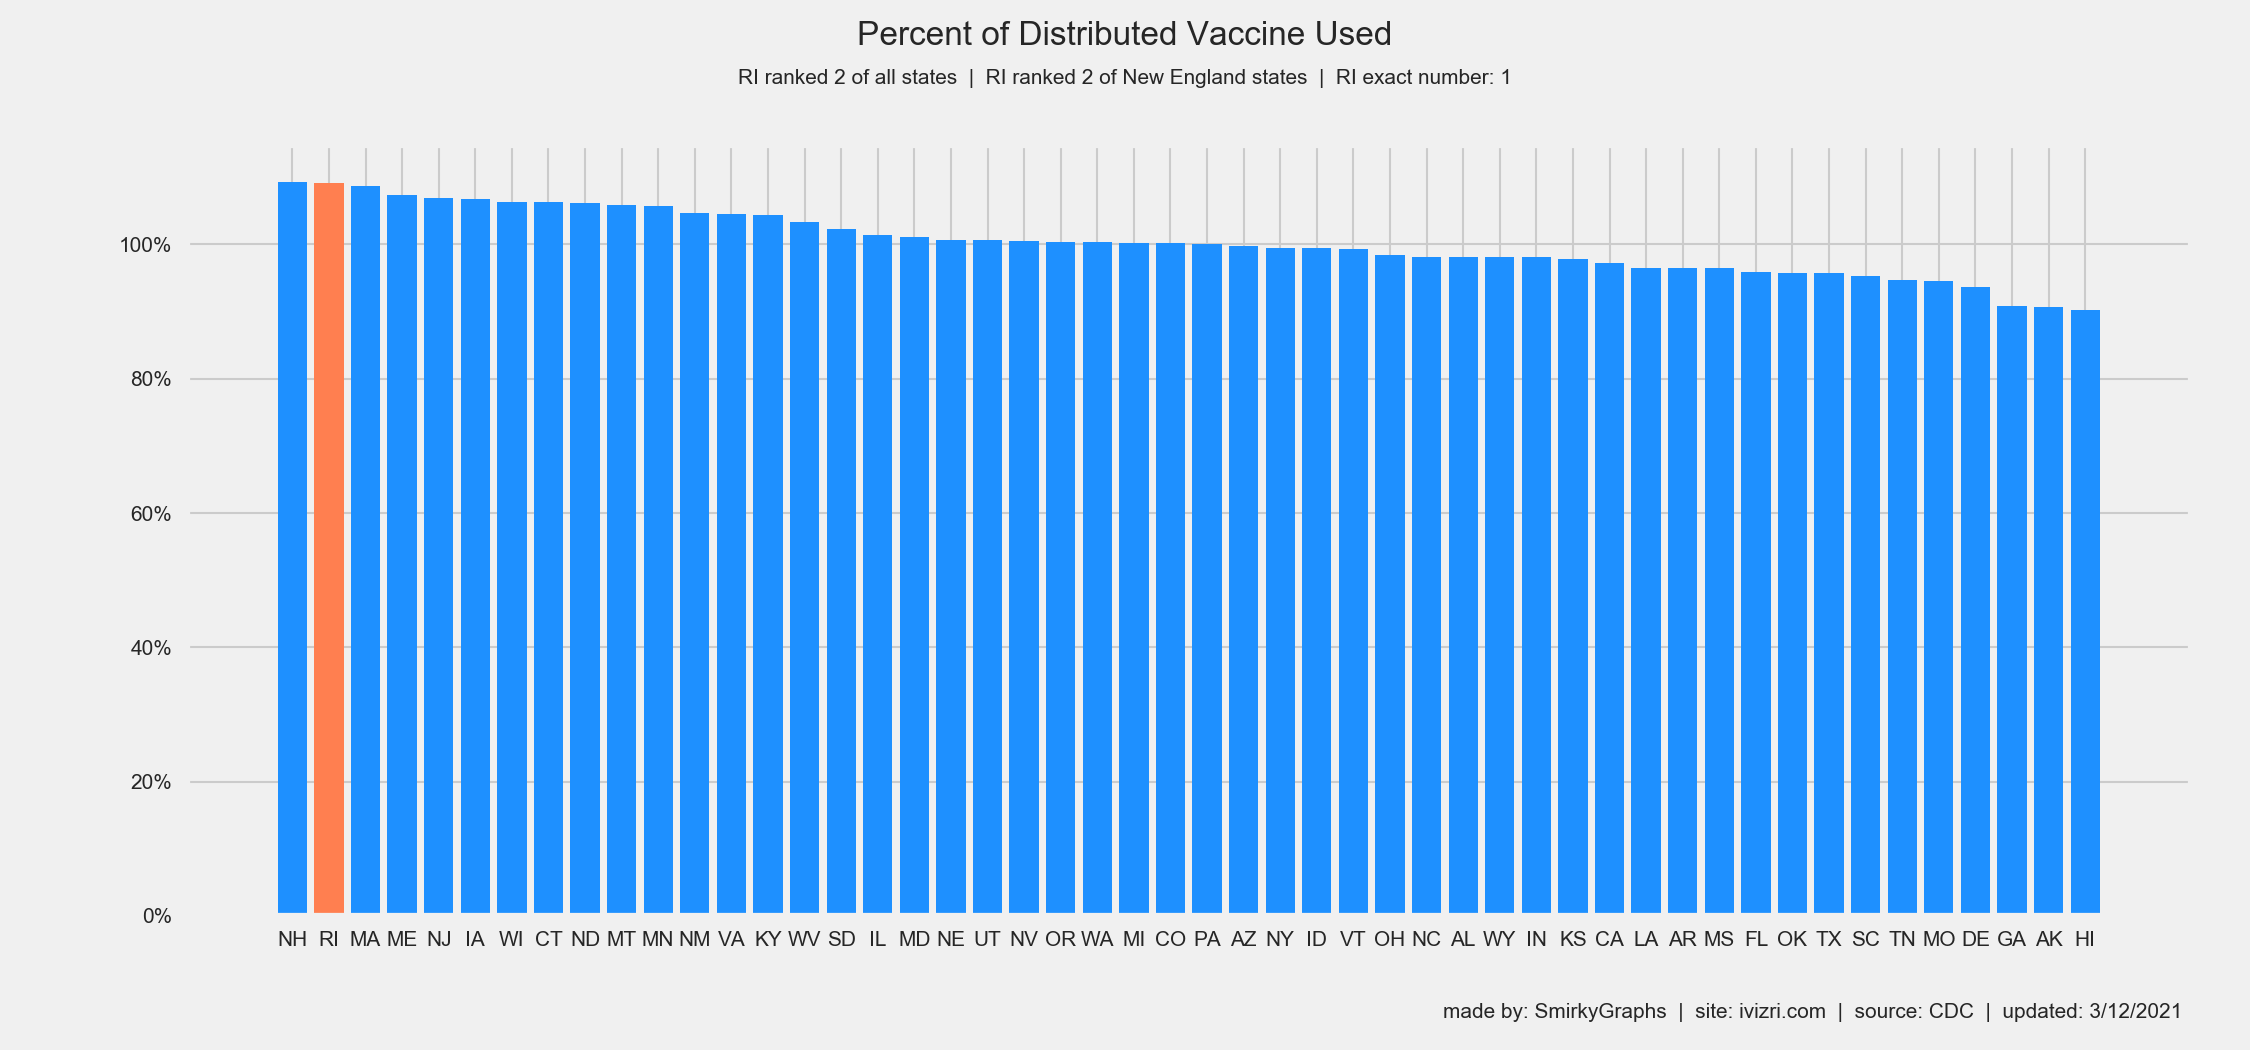 Percent of Distributed Vaccine Used
RI ranked 2 of all states | RI ranked 2 of New England states | RI exact number: 1
100%
80%
60%
40%
20%
0%
NH RI MA ME NJ IA WI CT ND MT MN NM VA KY WV SD IL MD NE UT NV OR WA MI CO PA AZ NY ID VT OH NC AL WY IN KS CA LA AR MS FL OK TX SC TN MO DE GA AK HI
made by: SmirkyGraphs | site: ivizri.com | source: CDC | updated: 3/12/2021